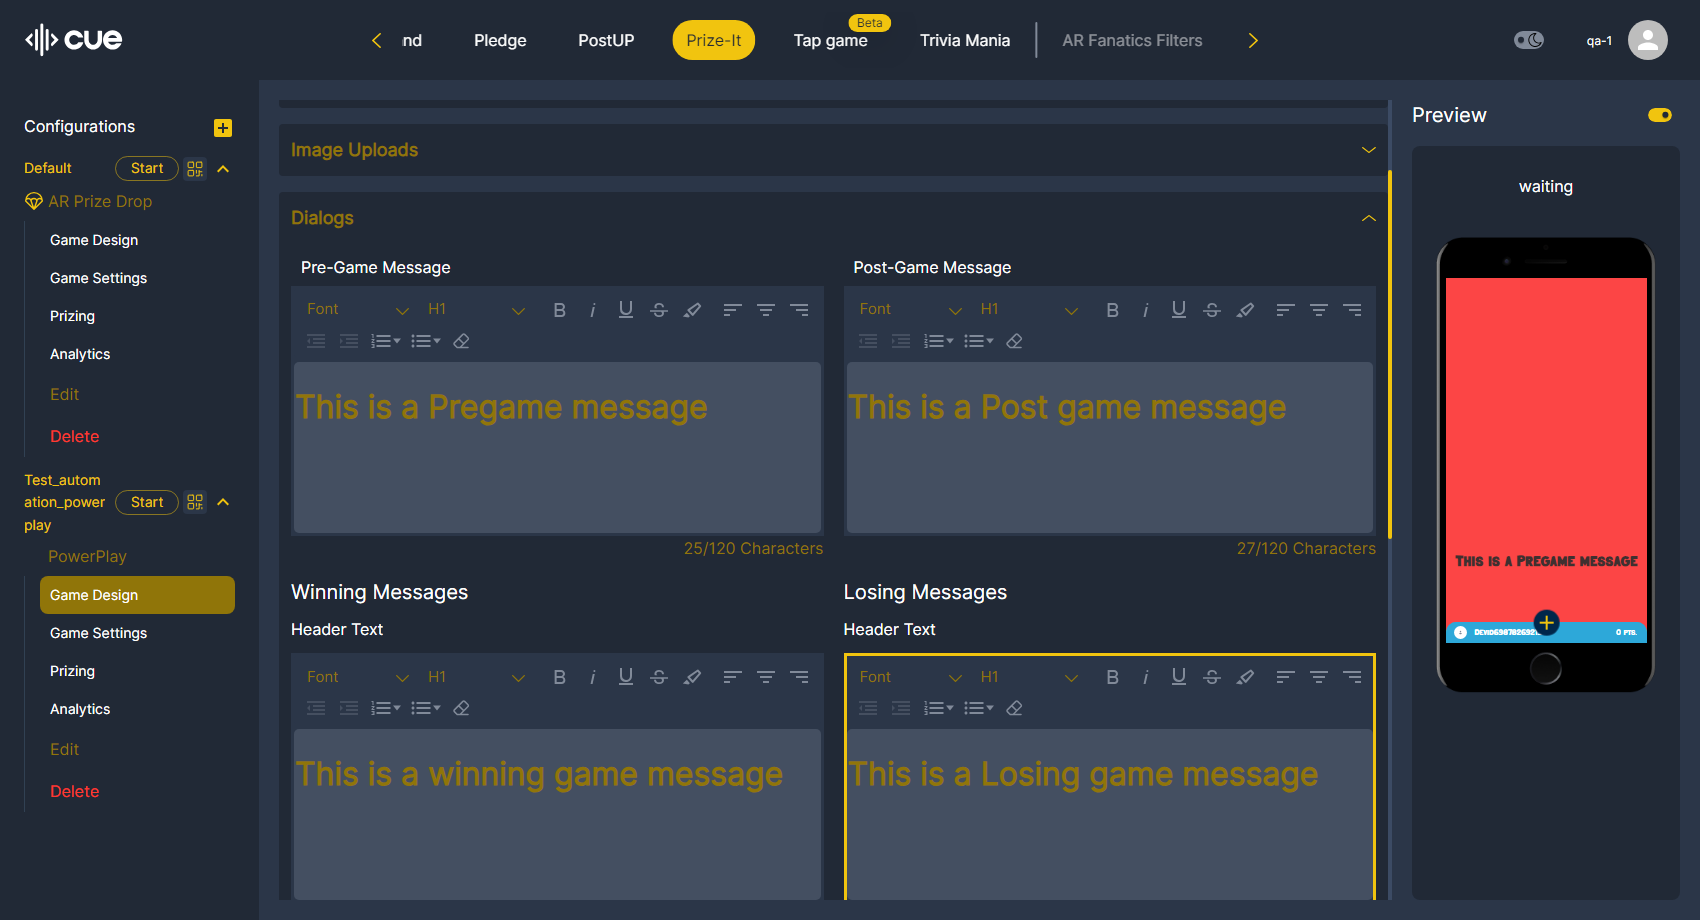 cue
nd
Pledge
PostUP
Prize-It
Beta
Tap game
Trivia Mania
AR Fanatics Filters
qa-1
Configurations
Default
Start
AR Prize Drop
Game Design
Game Settings
Prizing
Analytics
Edit
Delete
Test_autom
ation_power
play
Start
PowerPlay
Game Design
Game Settings
Prizing
Analytics
Edit
Delete
Image Uploads
Dialogs
Pre-Game Message
Font
H1
This is a Pregame message
25/120 Characters
Post-Game Message
Font
H1
This is a Post game message
27/120 Characters
Winning Messages
Header Text
Font
H1
This is a winning game message
Losing Messages
Header Text
Font
H1
This is a Losing game message
Preview
waiting
This is a Pregame message
0 pts.